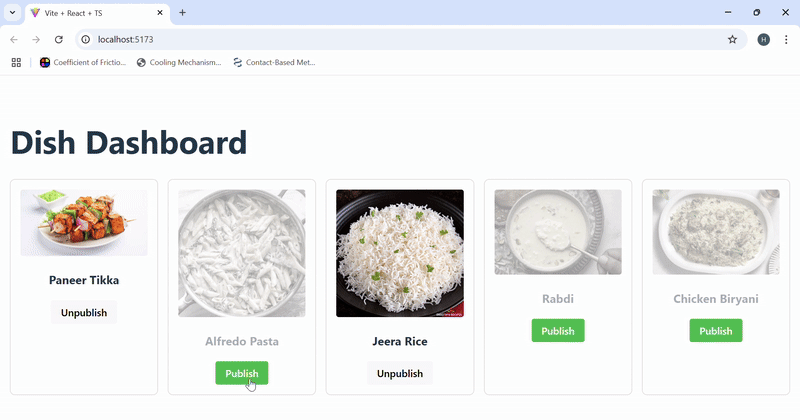 Vite + React + TS
localhost:5173
H
Coefficient of Frictio...
Cooling Mechanism...
Contact-Based Met...
Dish Dashboard
Paneer Tikka
Unpublish
Alfredo Pasta
Publish
Jeera Rice
Unpublish
Rabdi
Publish
Chicken Biryani
Publish